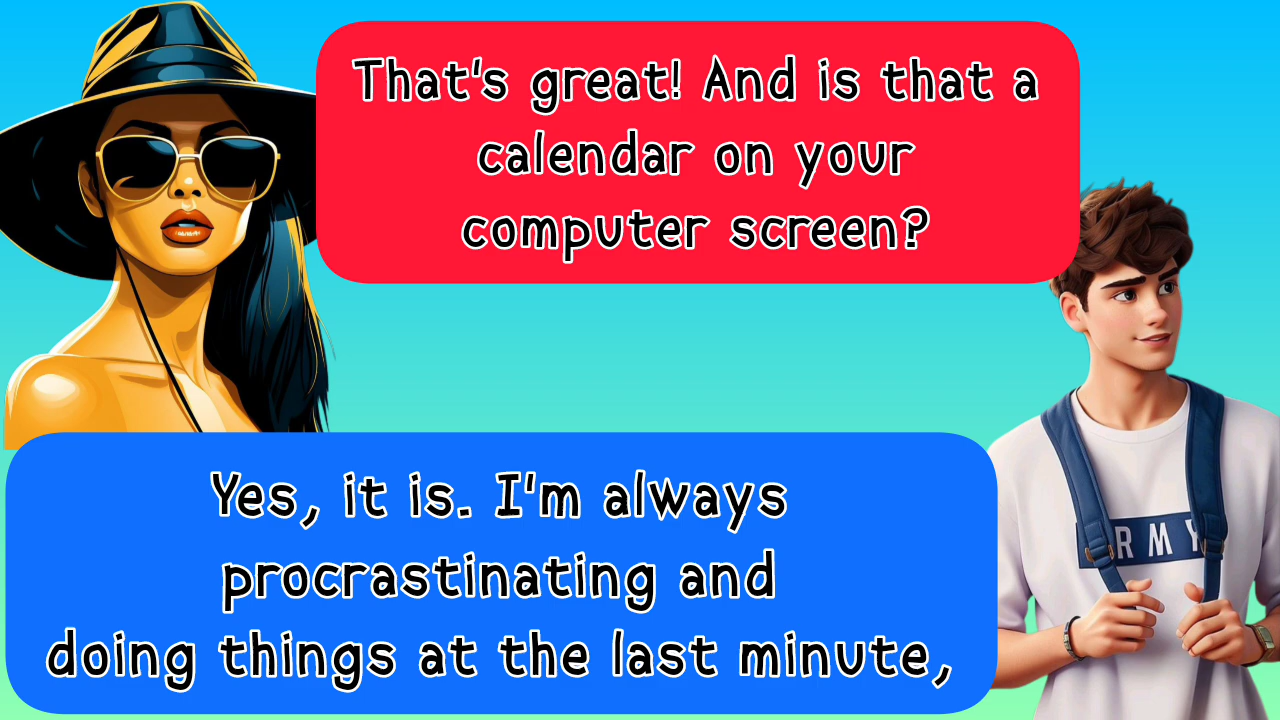 That's great! And is that a
calendar on your
computer screen?
Yes, it is. I'm always
procrastinating and
doing things at the last minute,
RMY